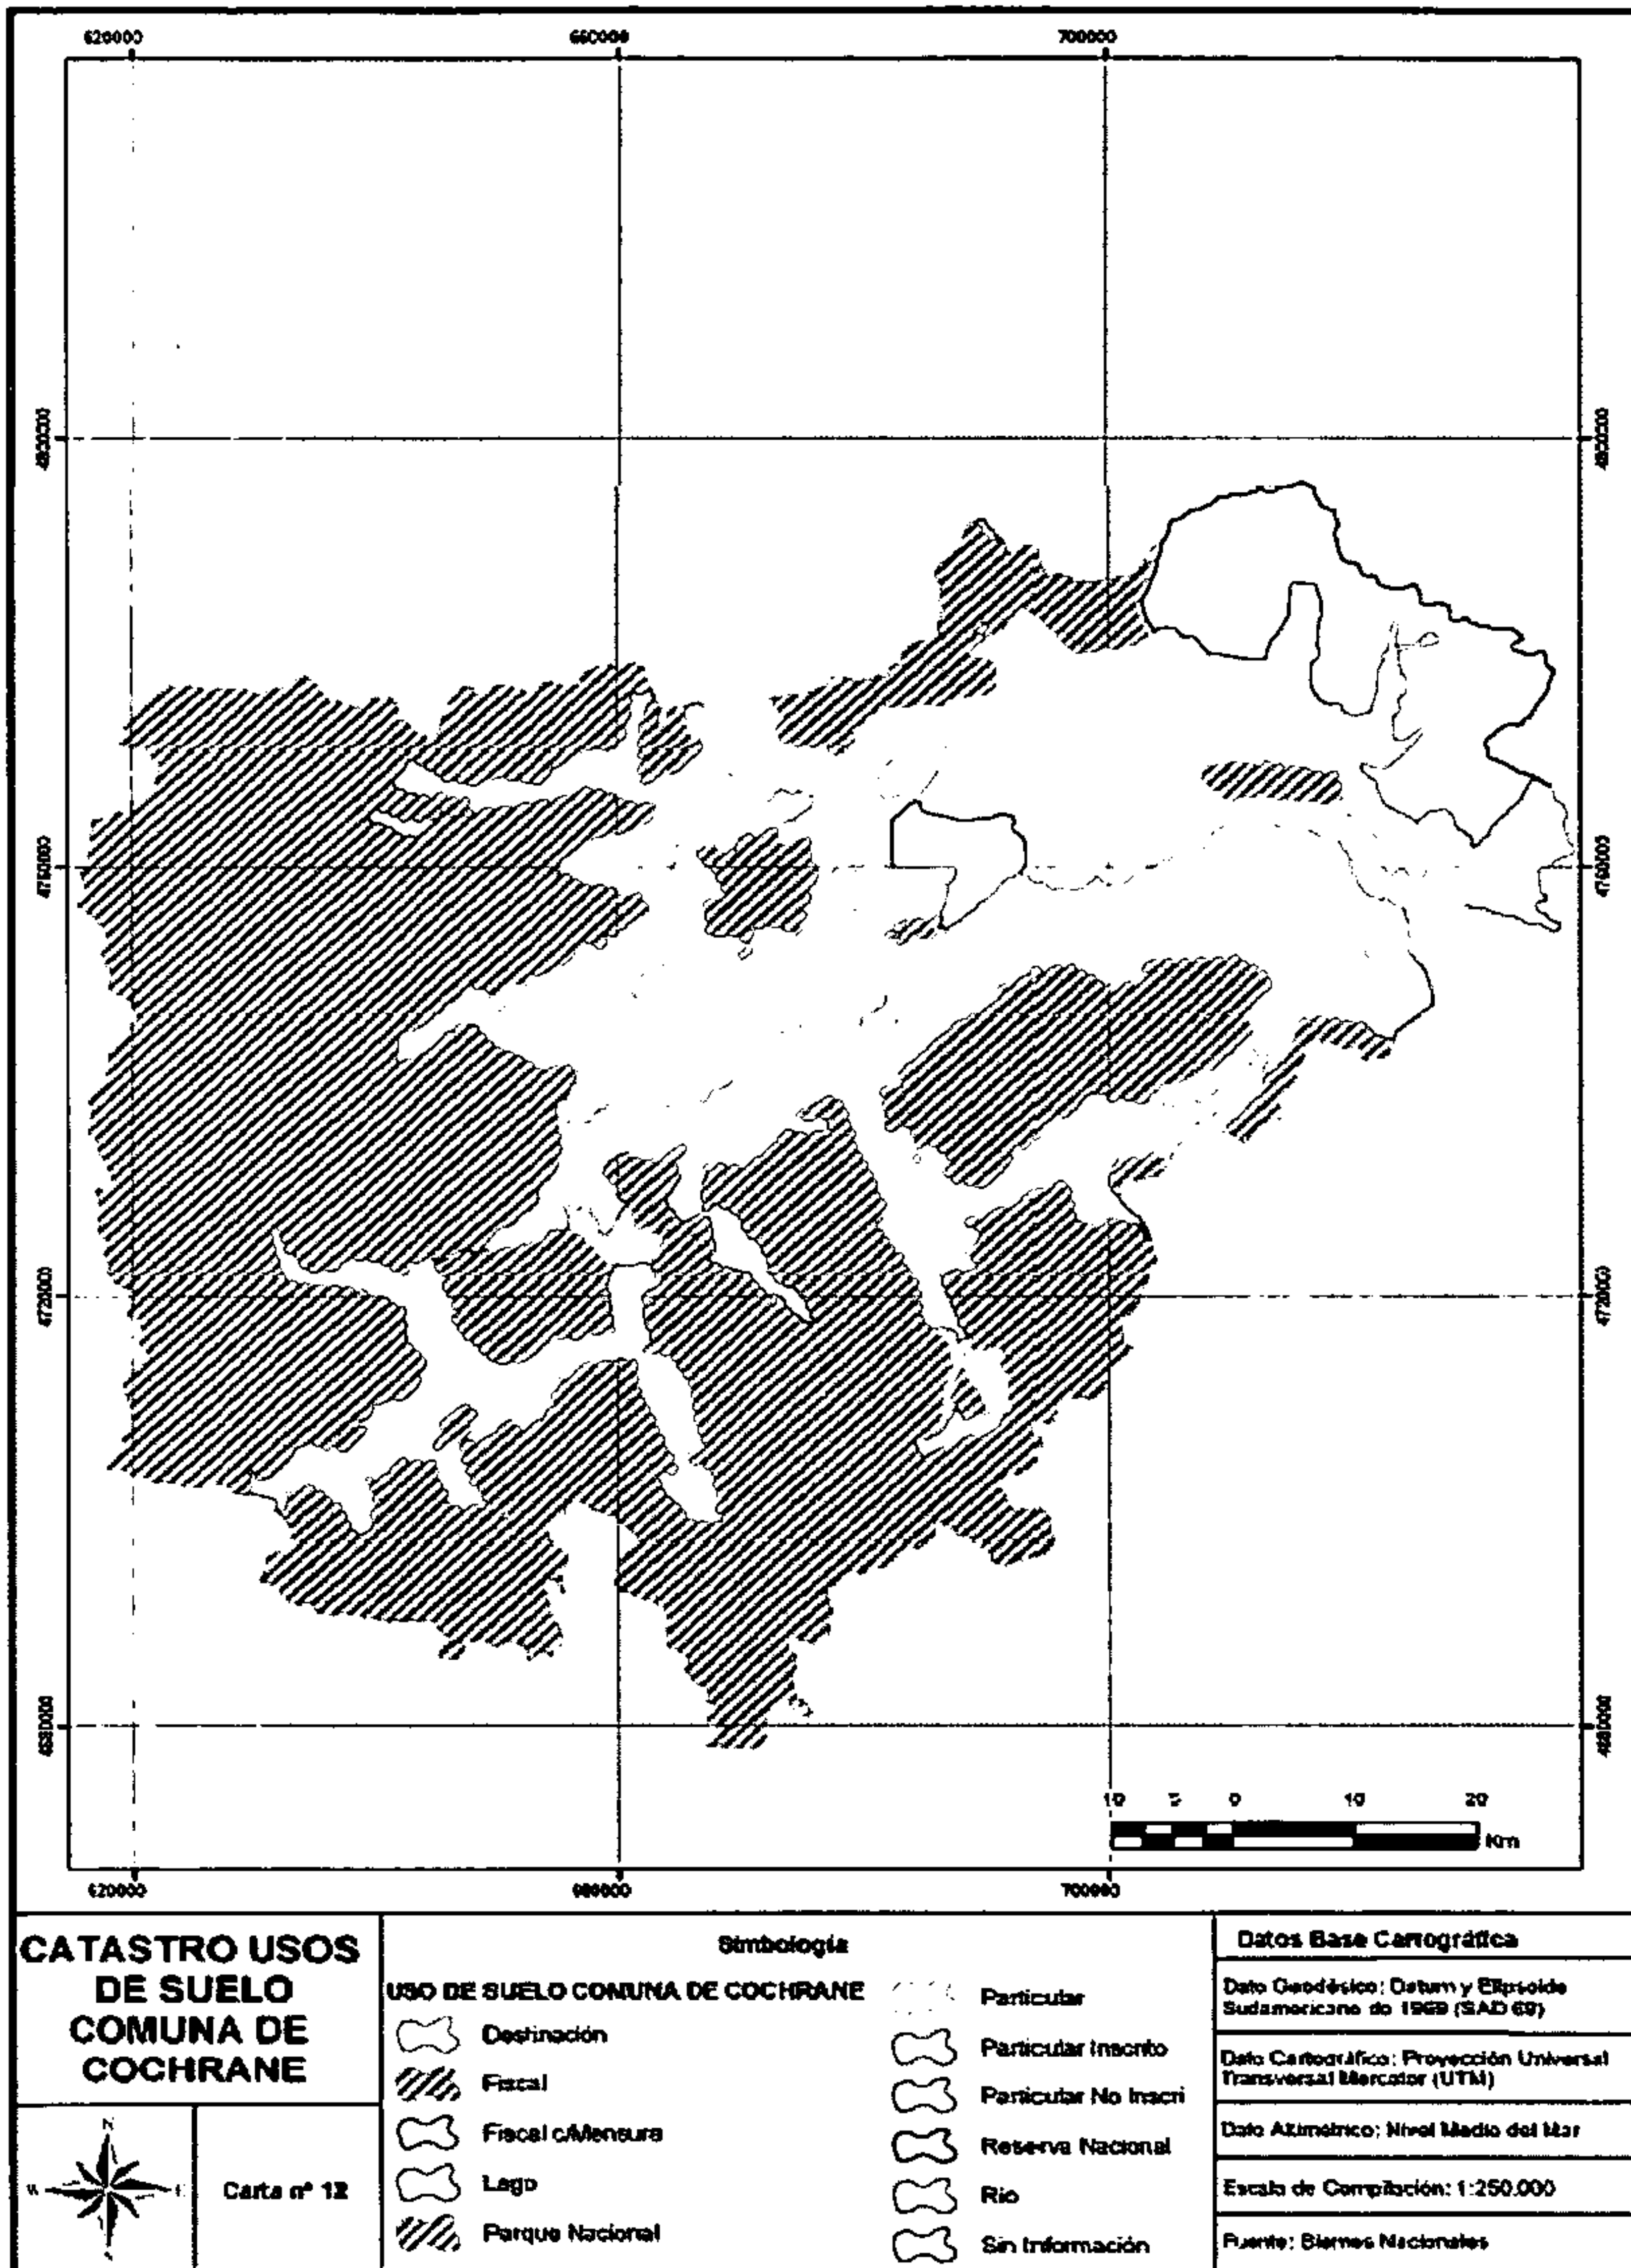 620000 660000 700000
4800000 4800000
4760000 4760000
4720000 4720000
4680000 4680000
10 5 0 10 20
Km
620000 660000 700000
CATASTRO USOS
DE SUELO
COMUNA DE
COCHRANE
N
W E
Carta nº 12
Simbología
USO DE SUELO COMUNA DE COCHRANE
Destinación
Fiscal
Fiscal c/Mensura
Lago
Parque Nacional
Particular
Particular Inscrito
Particular No Inscri
Reserva Nacional
Rio
Sin Información
Datos Base Cartográfica
Dato Geodésico: Datum y Elipsoide
Sudamericano de 1969 (SAD 69)
Dato Cartográfico: Proyección Universal
Transversal Mercator (UTM)
Dato Altimétrico: Nivel Medio del Mar
Escala de Compilación: 1:250.000
Fuente: Bienes Nacionales